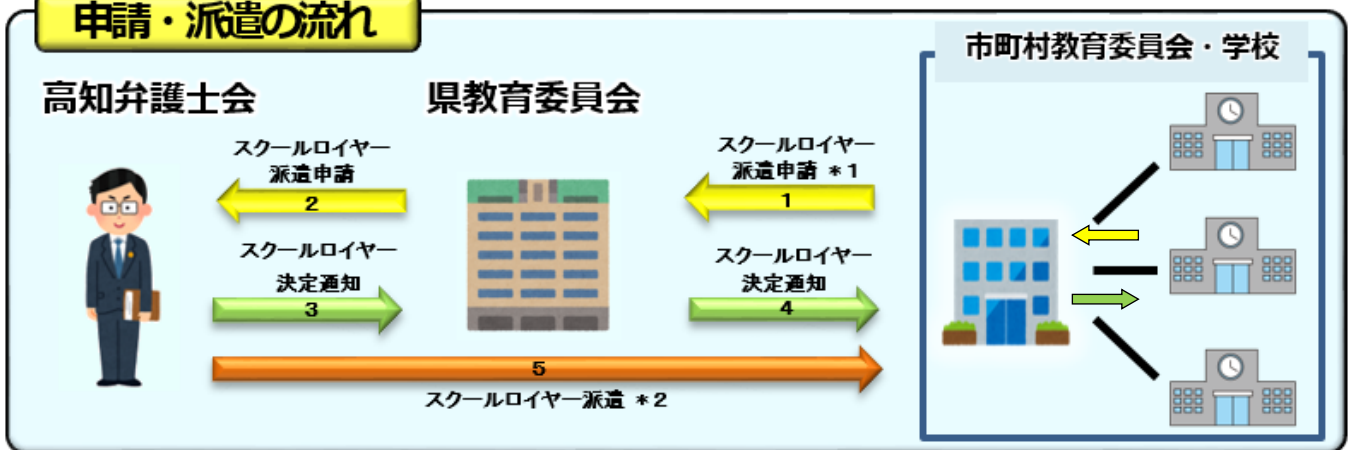 申請・派遣の流れ
高知弁護士会
県教育委員会
市町村教育委員会・学校
スクールロイヤー
派遣申請 *1
1
スクールロイヤー
派遣申請
2
スクールロイヤー
決定通知
3
スクールロイヤー
決定通知
4
5
スクールロイヤー派遣 *2